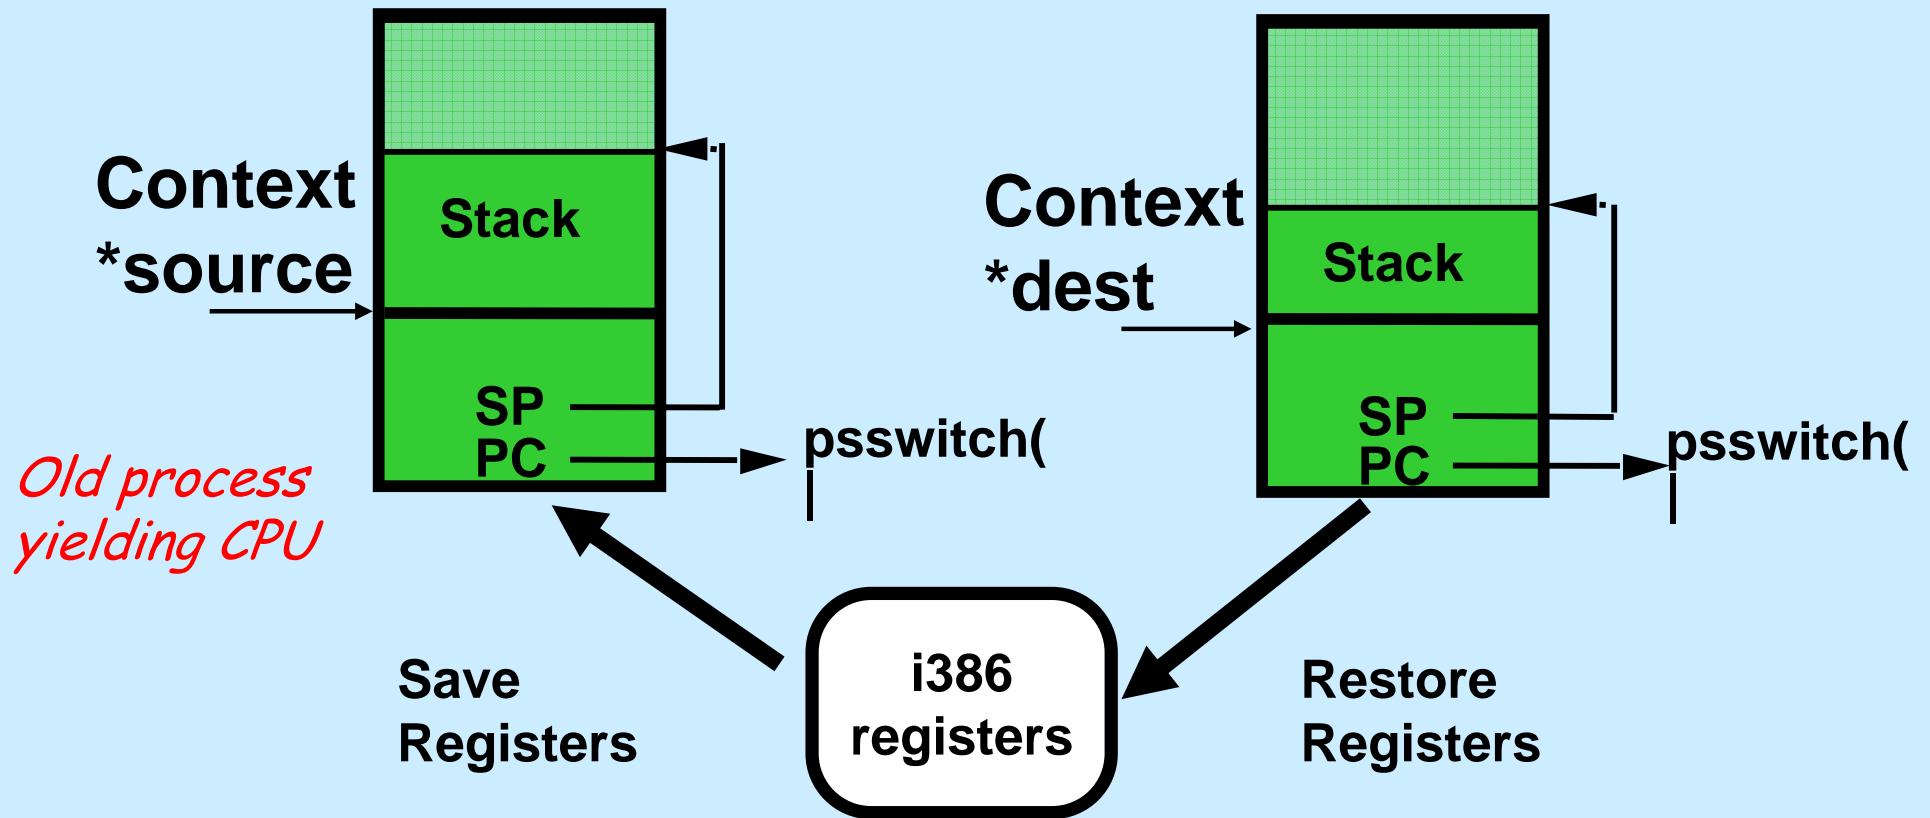 Context
*source
Stack
SP
PC
psswitch(
Old process
yielding CPU
Save
Registers
i386
registers
Context
*dest
Stack
SP
PC
psswitch(
Restore
Registers